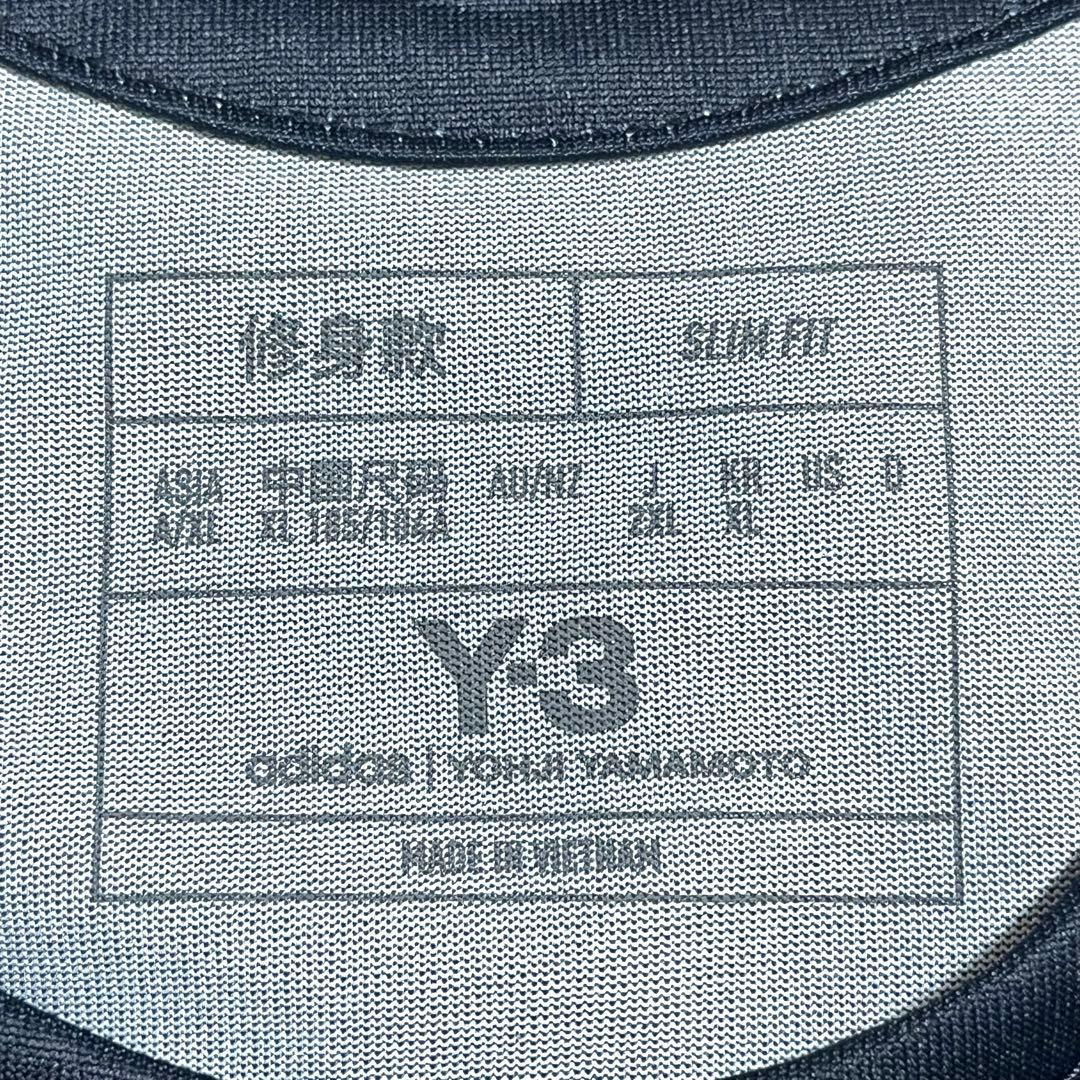 修身款 SLIM FIT
ASIA 中国尺码 AU/NZ J KR US D
A/XL XL 185/104A 2XL XL
Y-3
adidas | YOHJI YAMAMOTO
MADE IN VIETNAM